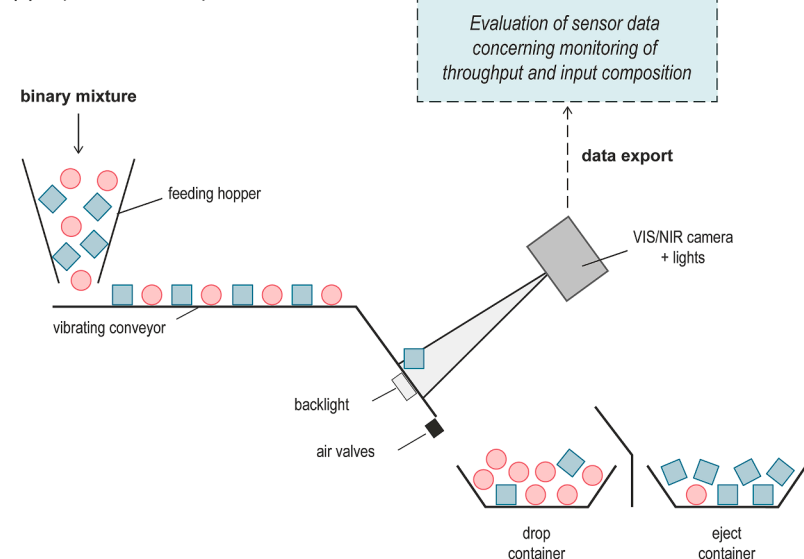 Evaluation of sensor data
concerning monitoring of
throughput and input composition
binary mixture
data export
feeding hopper
VIS/NIR camera
+ lights
vibrating conveyor
backlight
air valves
drop
container
eject
container